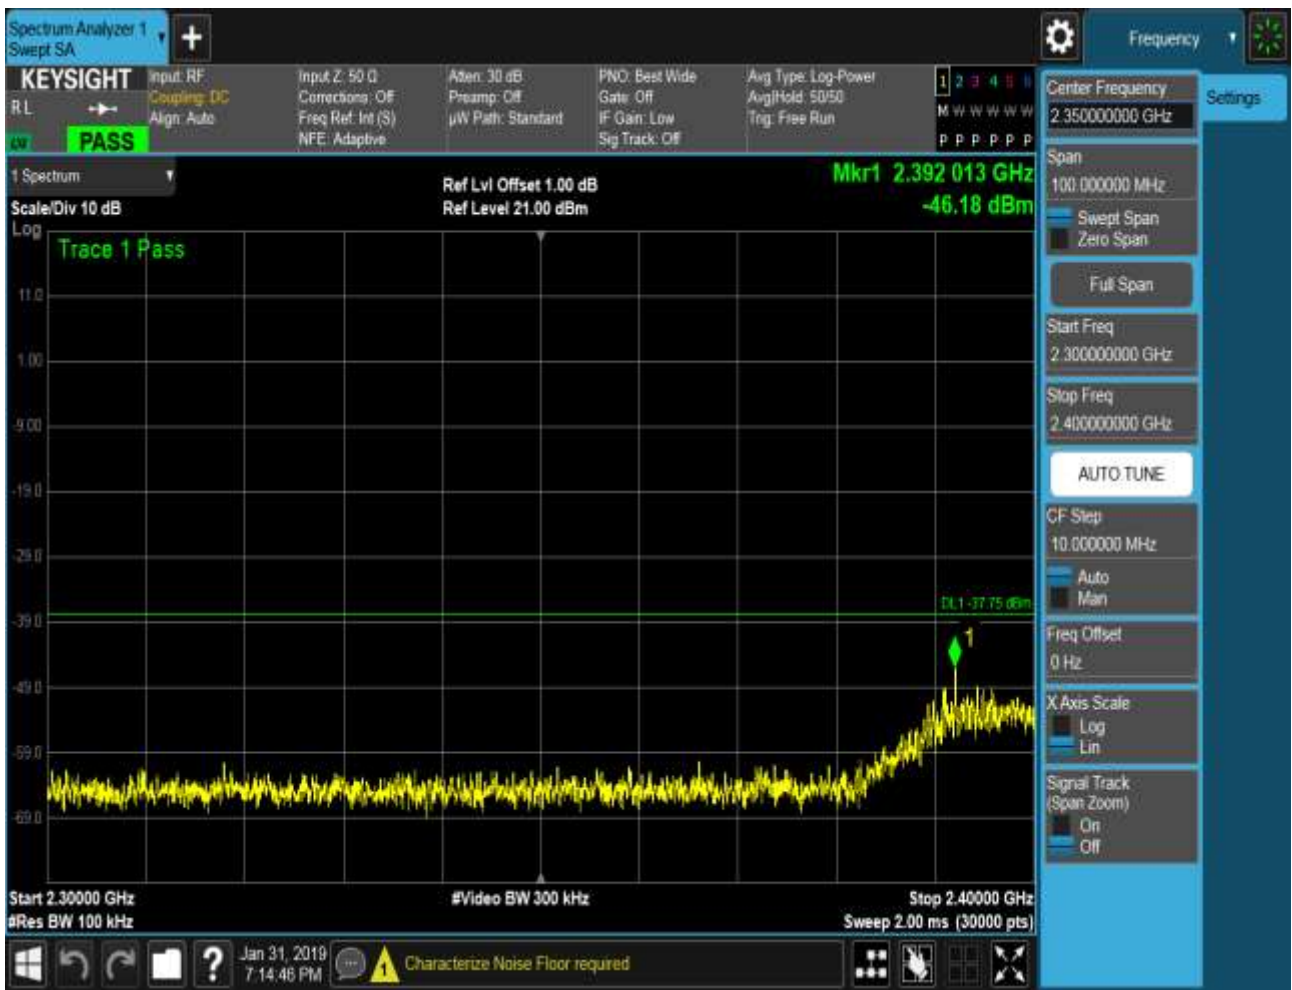 Spectrum Analyzer 1
Swept SA
Frequency
KEYSIGHT
Input: RF
Input Z: 50 Ω
Atten: 30 dB
PNO: Best Wide
Avg Type: Log-Power
1 2 3 4 5 6
R L
Coupling: DC
Corrections: Off
Preamp: Off
Gate: Off
Avg|Hold: 50/50
M W W W W W
Align: Auto
Freq Ref: Int (S)
µW Path: Standard
IF Gain: Low
Trig: Free Run
PASS
NFE: Adaptive
Sig Track: Off
P P P P P P
1 Spectrum
Ref Lvl Offset 1.00 dB
Mkr1 2.392 013 GHz
Scale/Div 10 dB
Ref Level 21.00 dBm
-46.18 dBm
Log
Trace 1 Pass
11.0
1.00
-9.00
-19.0
-29.0
DL1 -37.75 dBm
-39.0
1
-49.0
-59.0
-69.0
Start 2.30000 GHz
#Video BW 300 kHz
Stop 2.40000 GHz
#Res BW 100 kHz
Sweep 2.00 ms (30000 pts)
?
Jan 31, 2019
7:14:46 PM
1
Characterize Noise Floor required
Center Frequency
2.350000000 GHz
Settings
Span
100.000000 MHz
Swept Span
Zero Span
Full Span
Start Freq
2.300000000 GHz
Stop Freq
2.400000000 GHz
AUTO TUNE
CF Step
10.000000 MHz
Auto
Man
Freq Offset
0 Hz
X Axis Scale
Log
Lin
Signal Track
(Span Zoom)
On
Off